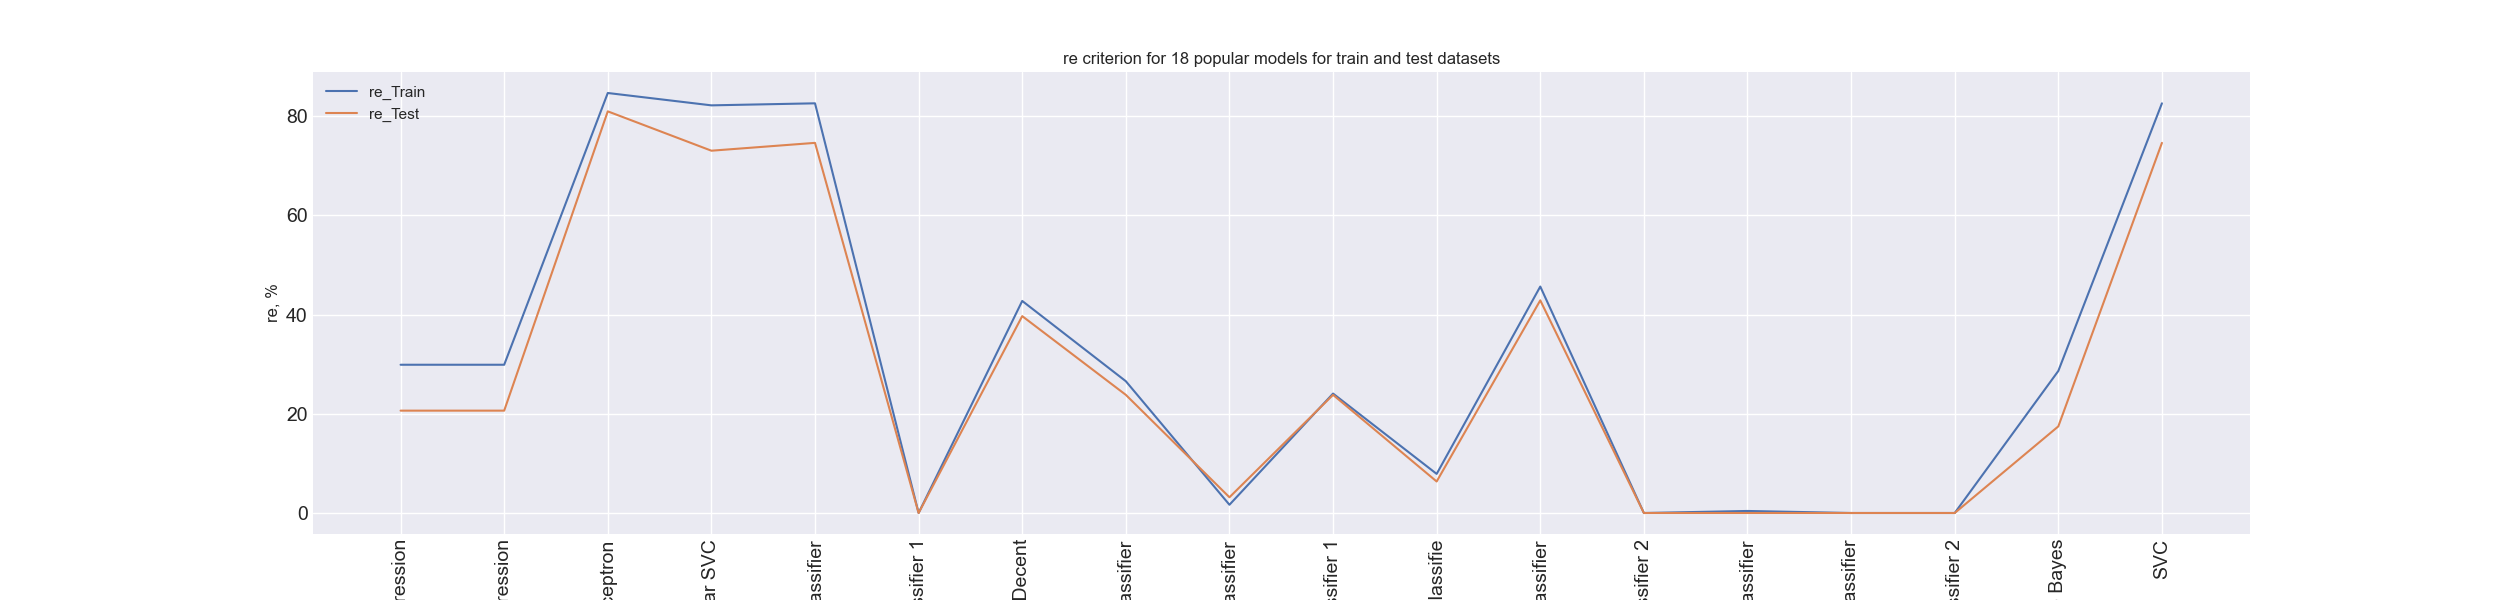 re criterion for 18 popular models for train and test datasets
re_Train
re_Test
re, %
80
60
40
20
0
ression
ression
ceptron
ar SVC
assifier
ssifier 1
Decent
assifier
assifier
ssifier 1
lassifie
assifier
ssifier 2
assifier
assifier
ssifier 2
Bayes
SVC